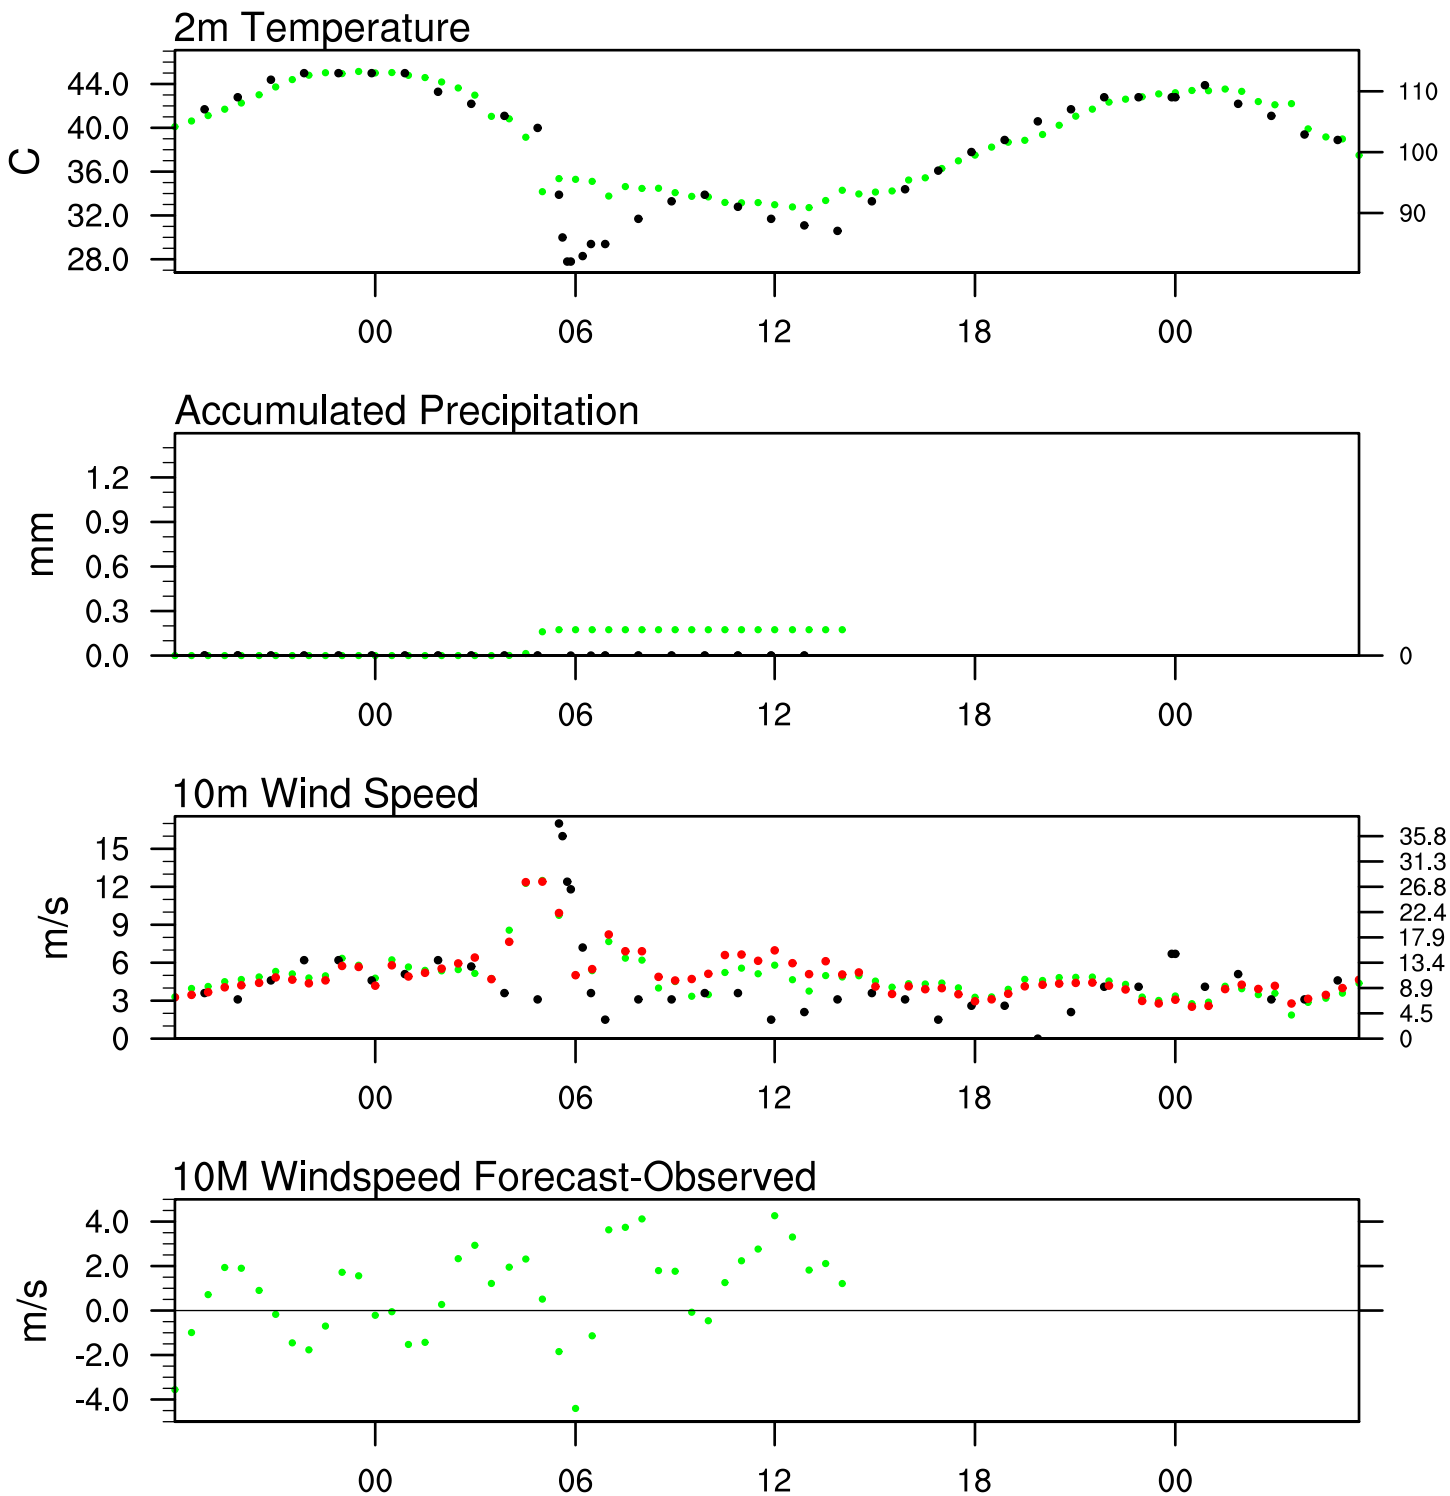 2m Temperature
44.0
40.0
36.0
32.0
28.0
C
110
100
90
00 06 12 18 00
Accumulated Precipitation
1.2
0.9
0.6
0.3
0.0
mm
0
00 06 12 18 00
10m Wind Speed
15
12
9
6
3
0
m/s
35.8
31.3
26.8
22.4
17.9
13.4
8.9
4.5
0
00 06 12 18 00
10M Windspeed Forecast-Observed
4.0
2.0
0.0
-2.0
-4.0
m/s
00 06 12 18 00